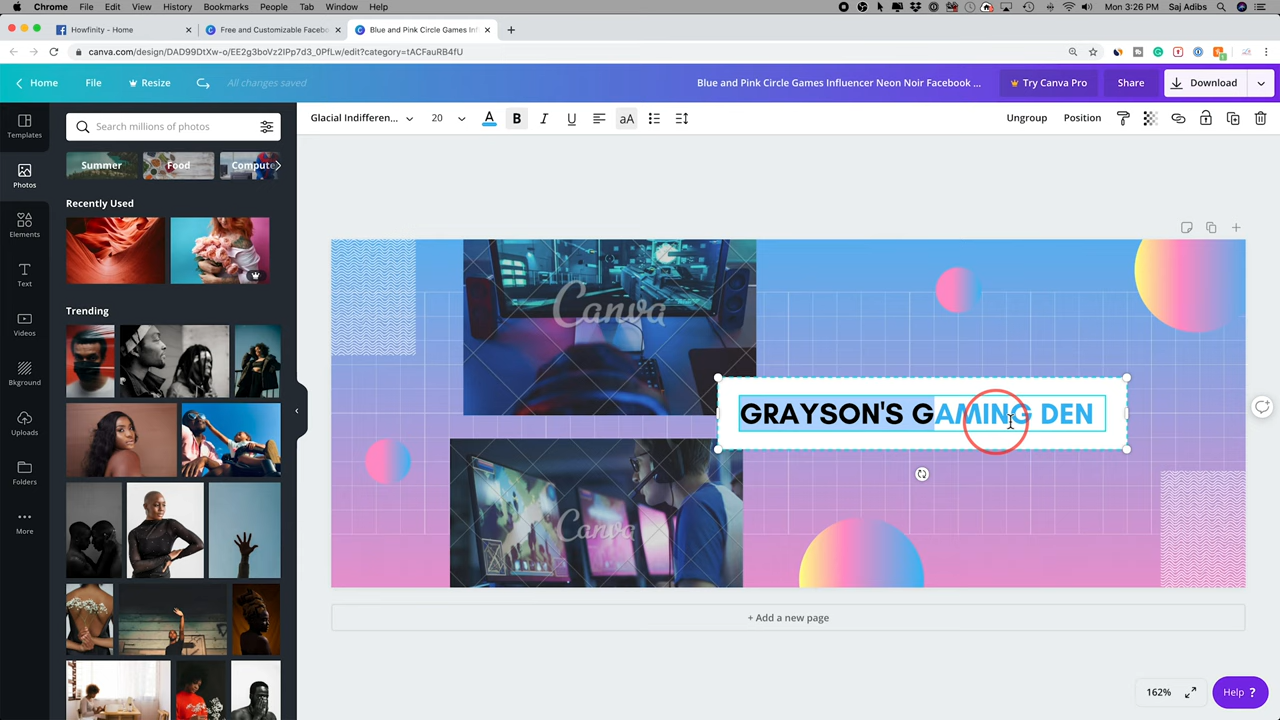 Chrome File Edit View History Bookmarks People Tab Window Help
Mon 3:26 PM Saj Adibs
Howfinity - Home
Free and Customizable Facebo
Blue and Pink Circle Games Inf
canva.com/design/DAD99DtXw-o/EE2g3boVz2IPp7d3_0PfLw/edit?category=tACFauRB4fU
Home File Resize All changes saved
Blue and Pink Circle Games Influencer Neon Noir Facebook ...
Try Canva Pro Share Download
Glacial Indifferen... 20 A B I U aA
Ungroup Position
Templates
Photos
Elements
Text
Videos
Bkground
Uploads
Folders
More
Search millions of photos
Summer Food Compute
Recently Used
Trending
Canva
GRAYSON'S GAMING DEN
Canva
+ Add a new page
162%
Help ?